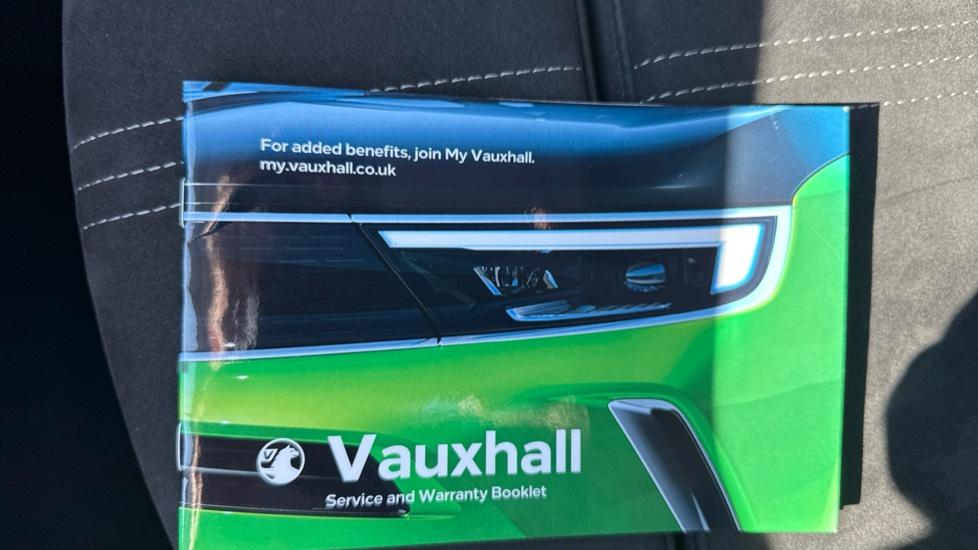 For added benefits, join My Vauxhall.
my.vauxhall.co.uk
Vauxhall
Service and Warranty Booklet